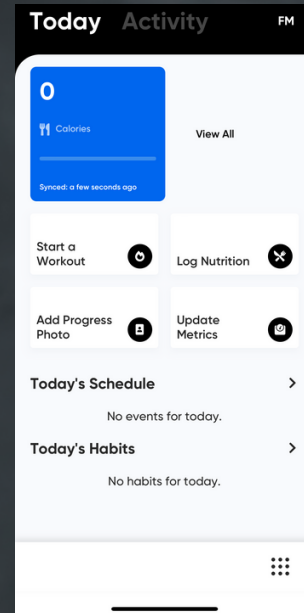 Today Activity FM
0
Calories
View All
Synced: a few seconds ago
Start a
Workout
Log Nutrition
Add Progress
Photo
Update
Metrics
Today's Schedule
No events for today.
Today's Habits
No habits for today.